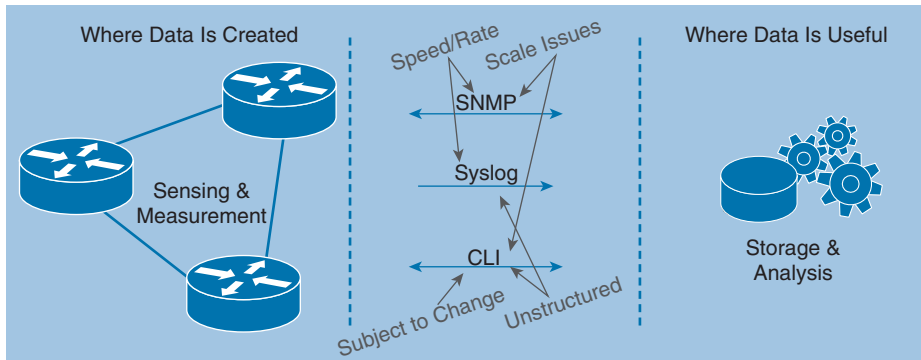 Where Data Is Created
Sensing &
Measurement
Speed/Rate
Scale Issues
SNMP
Syslog
CLI
Subject to Change
Unstructured
Where Data Is Useful
Storage &
Analysis